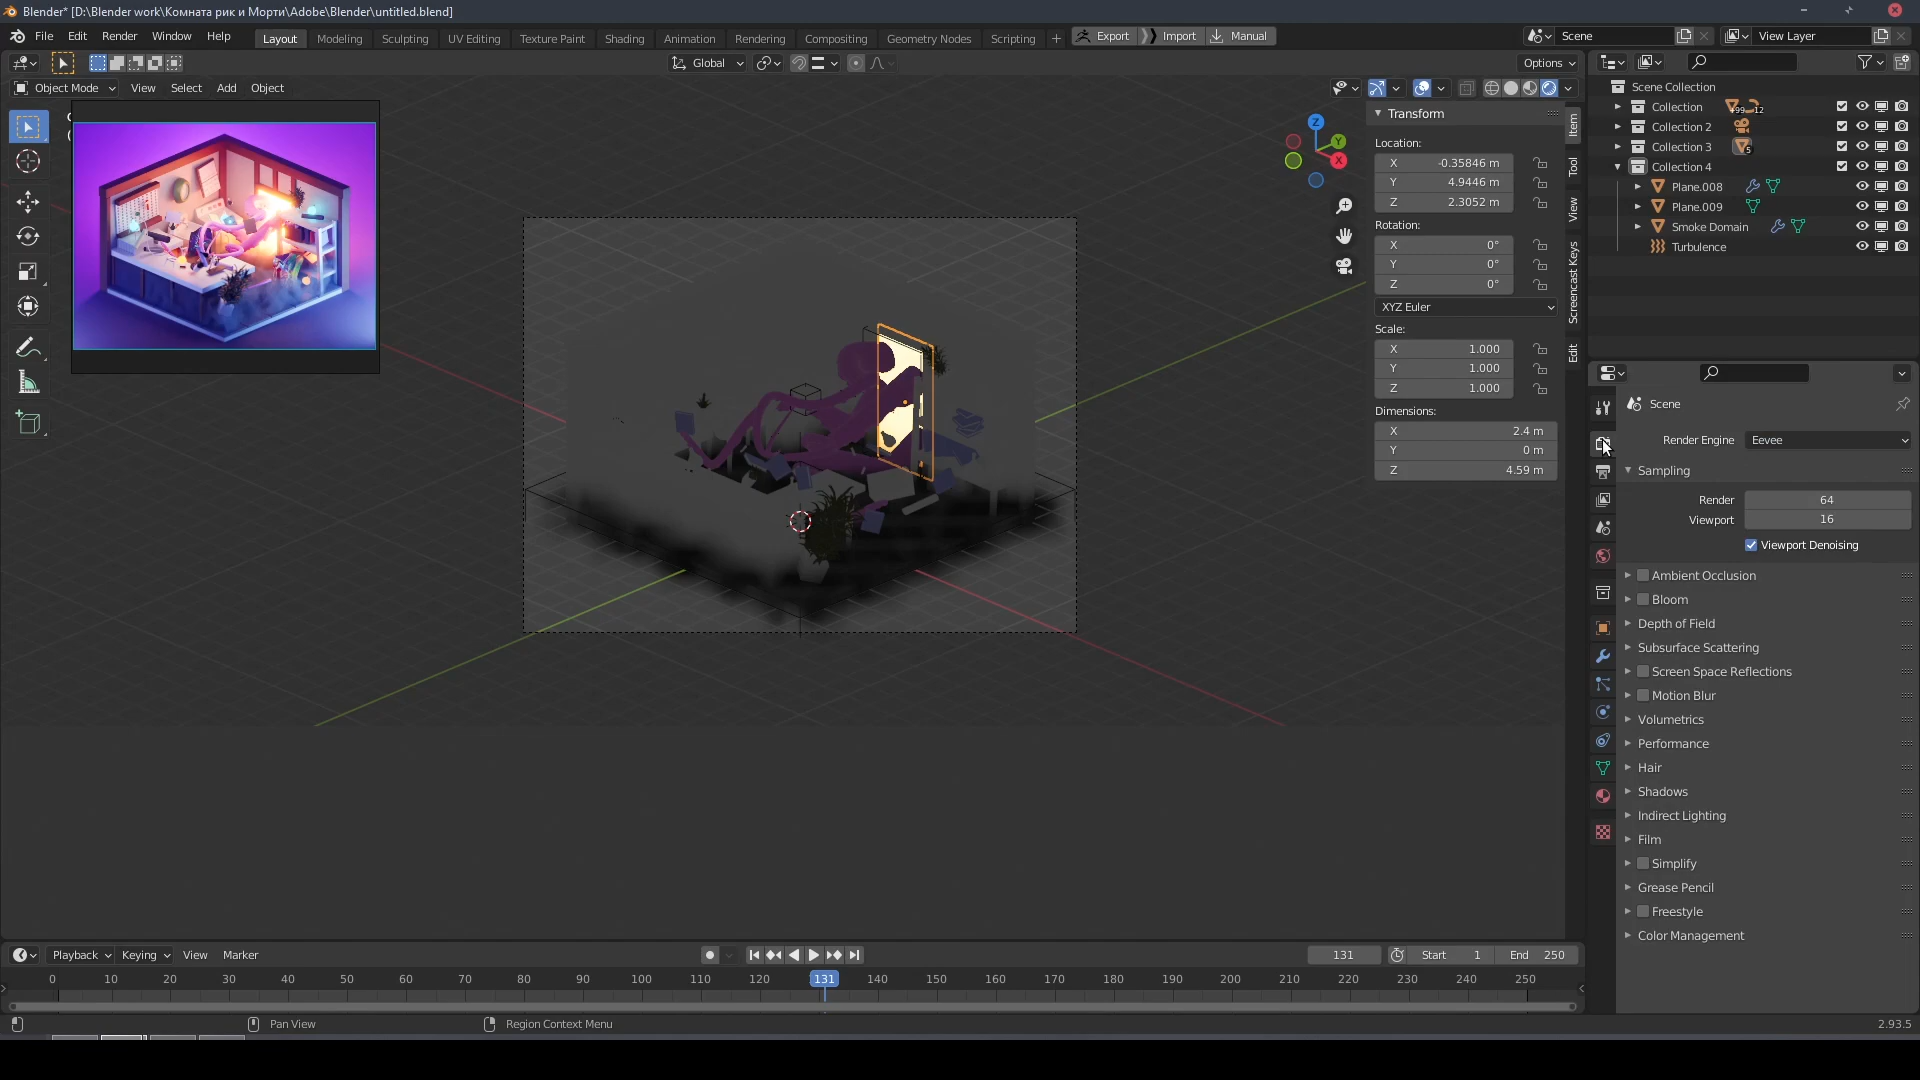 Blender* [D:\Blender work\Комната рик и Морти\Adobe\Blender\untitled.blend]
File Edit Render Window Help
Layout Modeling Sculpting UV Editing Texture Paint Shading Animation Rendering Compositing Geometry Nodes Scripting +
Export Import Manual
Scene
View Layer
Global
Options
Object Mode View Select Add Object
Z
Y
X
Transform
Location:
X -0.35846 m
Y 4.9446 m
Z 2.3052 m
Rotation:
X 0°
Y 0°
Z 0°
XYZ Euler
Scale:
X 1.000
Y 1.000
Z 1.000
Dimensions:
X 2.4 m
Y 0 m
Z 4.59 m
Item
Tool
View
Screencast Keys
Edit
Scene Collection
Collection +99 12
Collection 2
Collection 3 5
Collection 4
Plane.008
Plane.009
Smoke Domain
Turbulence
Scene
Render Engine Eevee
Sampling
Render 64
Viewport 16
Viewport Denoising
Ambient Occlusion
Bloom
Depth of Field
Subsurface Scattering
Screen Space Reflections
Motion Blur
Volumetrics
Performance
Hair
Shadows
Indirect Lighting
Film
Simplify
Grease Pencil
Freestyle
Color Management
Playback Keying View Marker
131 Start 1 End 250
0 10 20 30 40 50 60 70 80 90 100 110 120 131 140 150 160 170 180 190 200 210 220 230 240 250
Pan View Region Context Menu
2.93.5